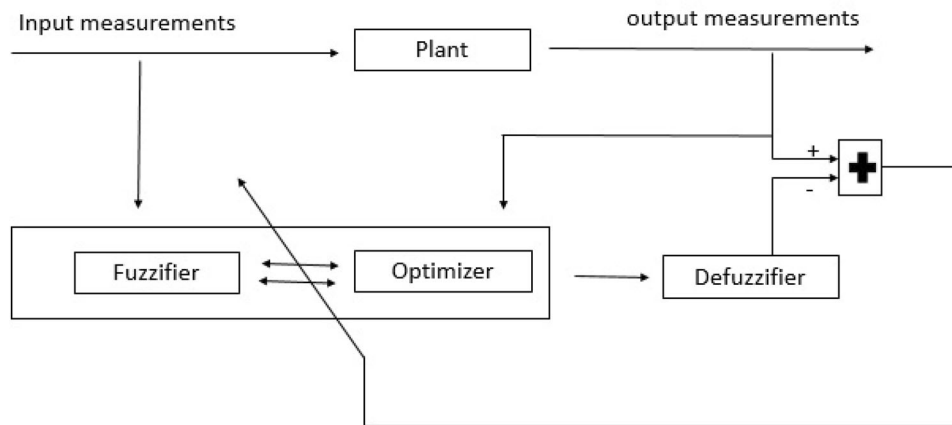 Input measurements
output measurements
Plant
+
-
Fuzzifier
Optimizer
Defuzzifier